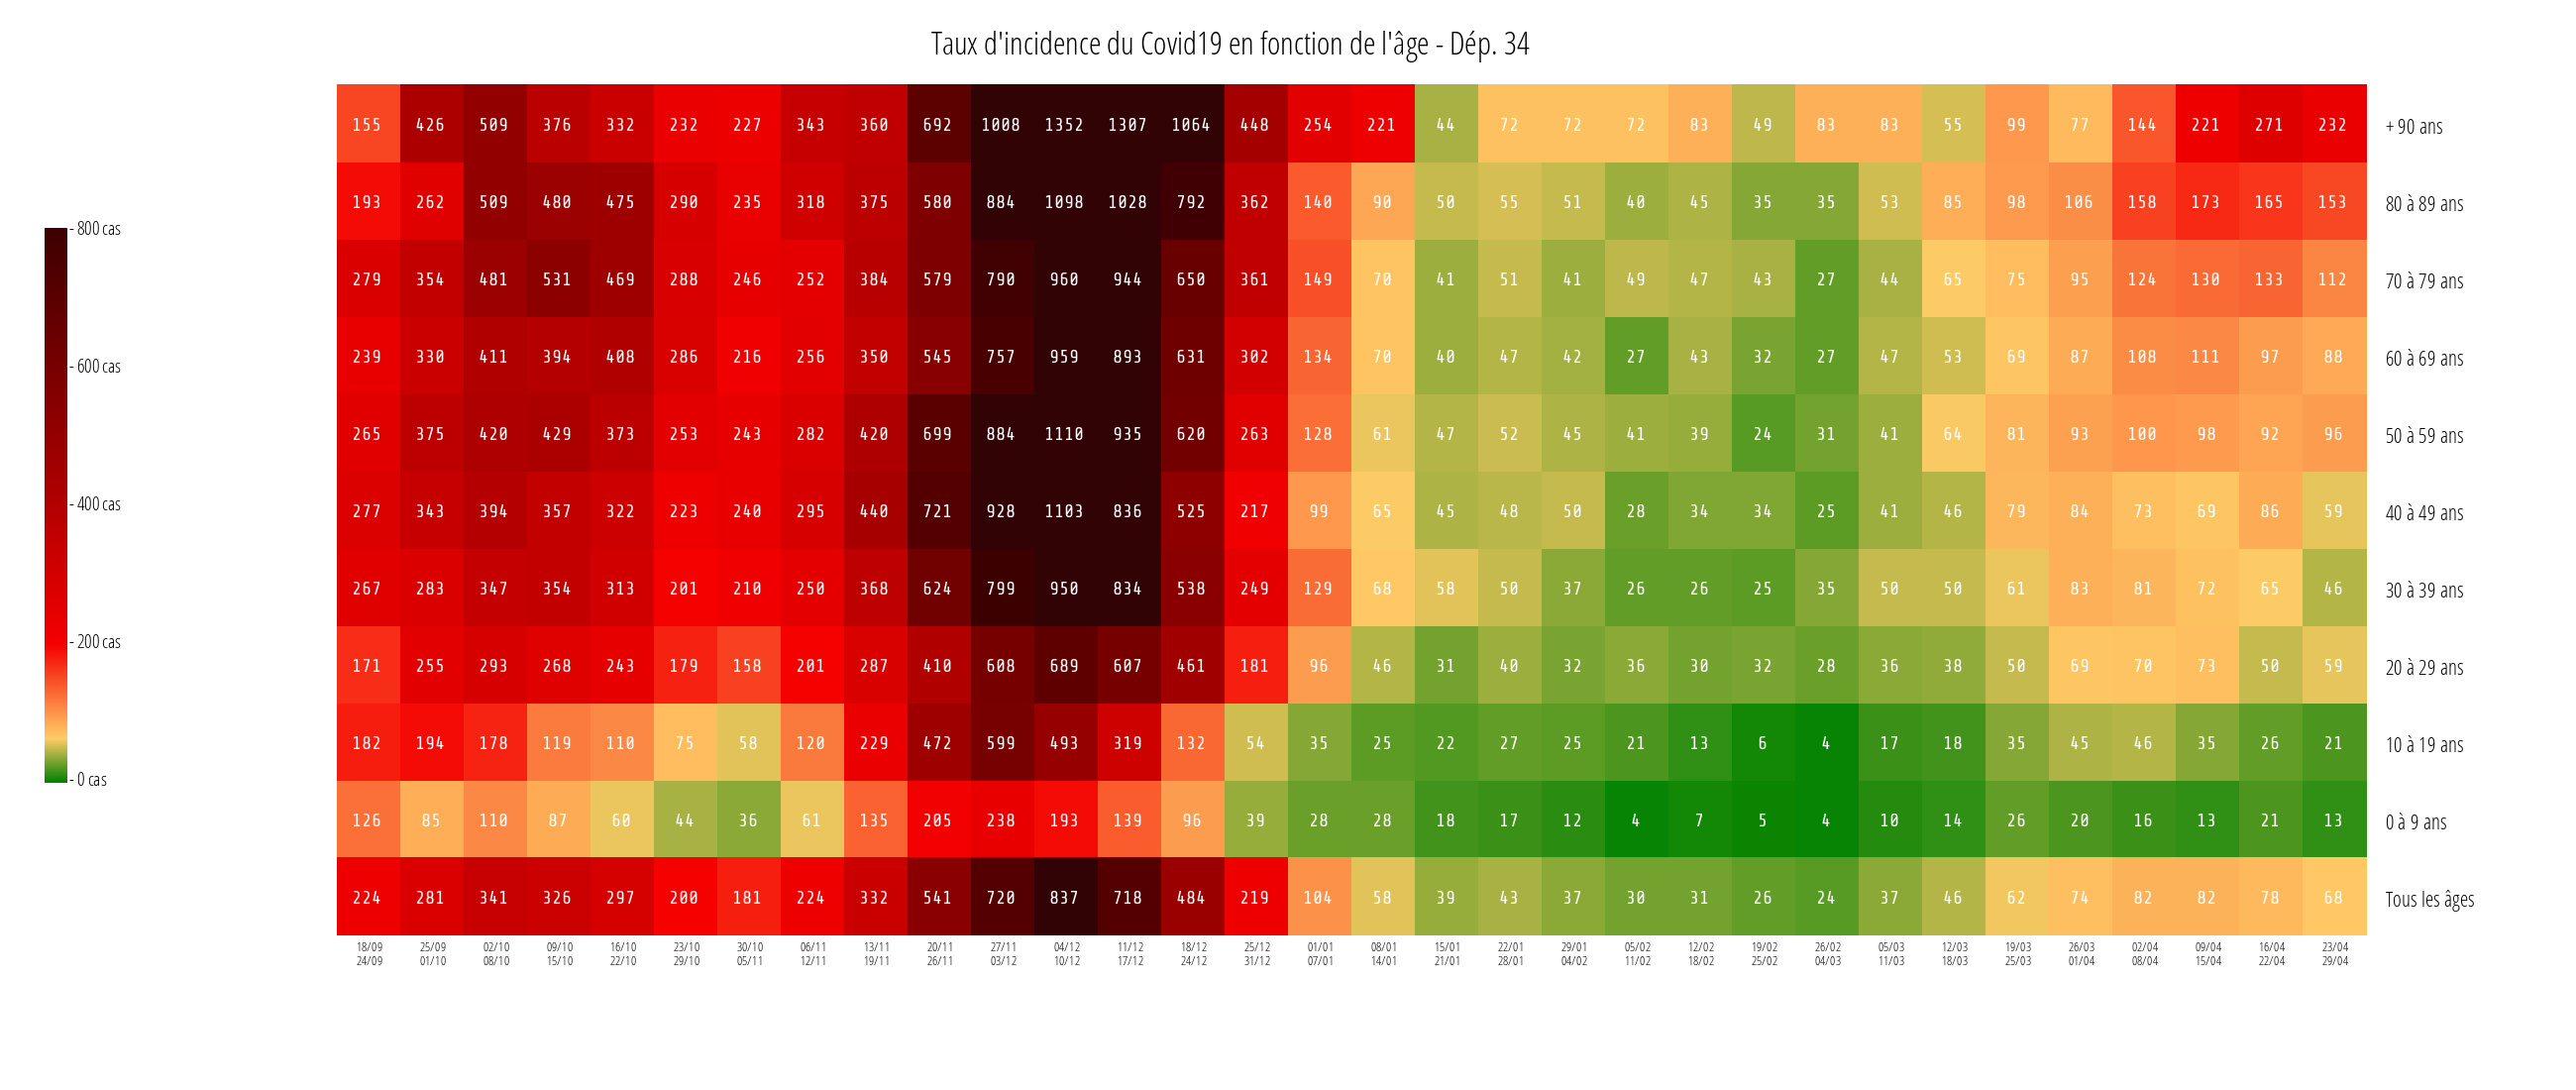 Taux d'incidence du Covid19 en fonction de l'âge - Dép. 34
155 426 509 376 332 232 227 343 360 692 1008 1352 1307 1064 448 254 221 44 72 72 72 83 49 83 83 55 99 77 144 221 271 232 + 90 ans
193 262 509 480 475 290 235 318 375 580 884 1098 1028 792 362 140 90 50 55 51 40 45 35 35 53 85 98 106 158 173 165 153 80 à 89 ans
- 800 cas
279 354 481 531 469 288 246 252 384 579 790 960 944 650 361 149 70 41 51 41 49 47 43 27 44 65 75 95 124 130 133 112 70 à 79 ans
239 330 411 394 408 286 216 256 350 545 757 959 893 631 302 134 70 40 47 42 27 43 32 27 47 53 69 87 108 111 97 88 60 à 69 ans
- 600 cas
265 375 420 429 373 253 243 282 420 699 884 1110 935 620 263 128 61 47 52 45 41 39 24 31 41 64 81 93 100 98 92 96 50 à 59 ans
- 400 cas
277 343 394 357 322 223 240 295 440 721 928 1103 836 525 217 99 65 45 48 50 28 34 34 25 41 46 79 84 73 69 86 59 40 à 49 ans
267 283 347 354 313 201 210 250 368 624 799 950 834 538 249 129 68 58 50 37 26 26 25 35 50 50 61 83 81 72 65 46 30 à 39 ans
- 200 cas
171 255 293 268 243 179 158 201 287 410 608 689 607 461 181 96 46 31 40 32 36 30 32 28 36 38 50 69 70 73 50 59 20 à 29 ans
182 194 178 119 110 75 58 120 229 472 599 493 319 132 54 35 25 22 27 25 21 13 6 4 17 18 35 45 46 35 26 21 10 à 19 ans
- 0 cas
126 85 110 87 60 44 36 61 135 205 238 193 139 96 39 28 28 18 17 12 4 7 5 4 10 14 26 20 16 13 21 13 0 à 9 ans
224 281 341 326 297 200 181 224 332 541 720 837 718 484 219 104 58 39 43 37 30 31 26 24 37 46 62 74 82 82 78 68 Tous les âges
18/09 25/09 02/10 09/10 16/10 23/10 30/10 06/11 13/11 20/11 27/11 04/12 11/12 18/12 25/12 01/01 08/01 15/01 22/01 29/01 05/02 12/02 19/02 26/02 05/03 12/03 19/03 26/03 02/04 09/04 16/04 23/04
24/09 01/10 08/10 15/10 22/10 29/10 05/11 12/11 19/11 26/11 03/12 10/12 17/12 24/12 31/12 07/01 14/01 21/01 28/01 04/02 11/02 18/02 25/02 04/03 11/03 18/03 25/03 01/04 08/04 15/04 22/04 29/04